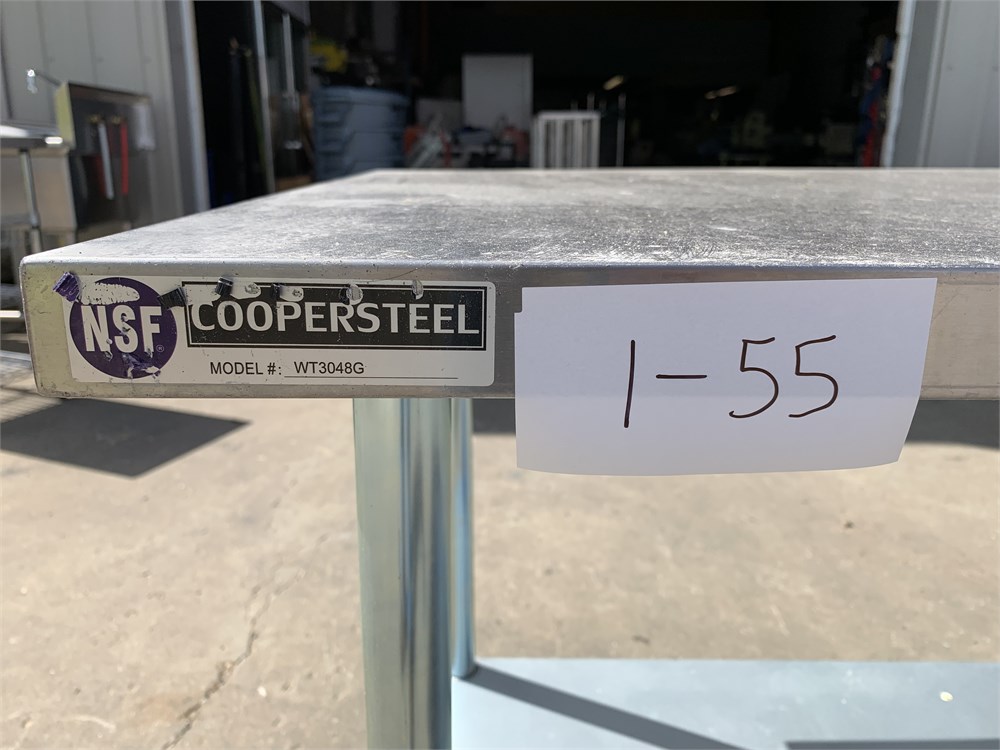 NSF®
COOPERSTEEL
MODEL #: WT3048G
1-55